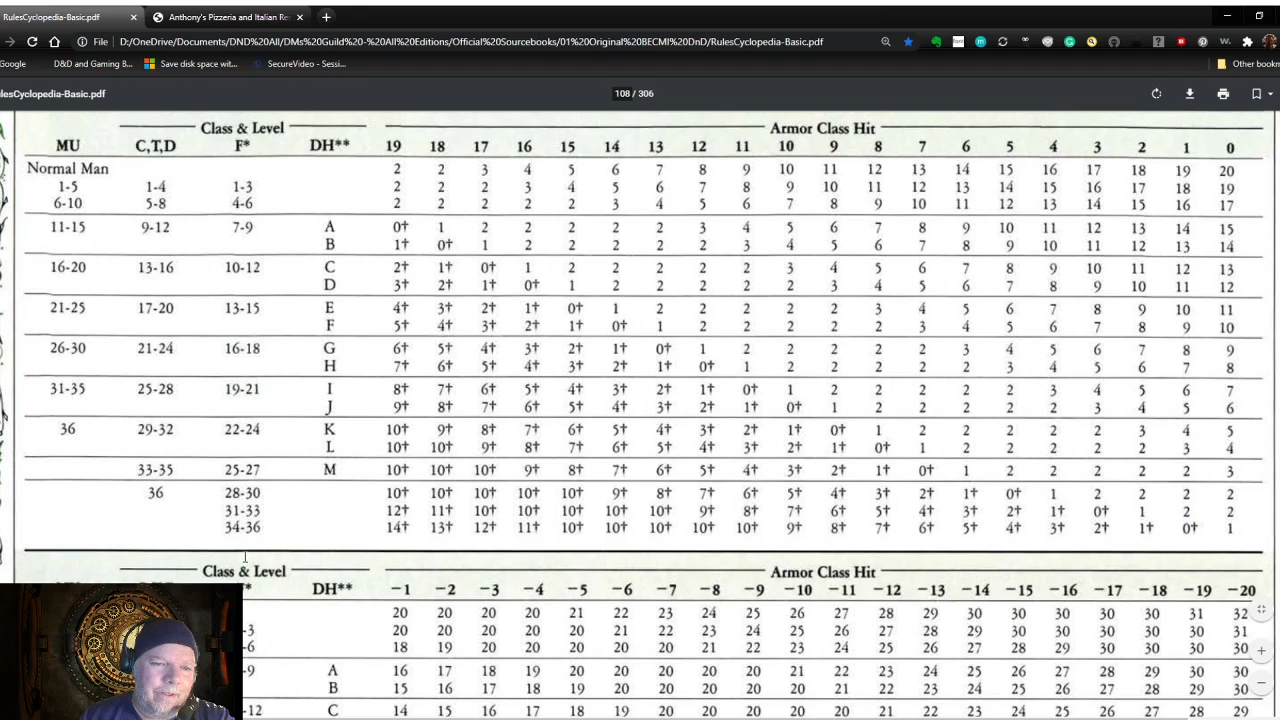 RulesCyclopedia-Basic.pdf × Anthony's Pizzeria and Italian Re × +
File D:/OneDrive/Documents/DND%20All/DMs%20Guild%20-%20All%20Editions/Official%20Sourcebooks/01%20Original%20BECMI%20DnD/RulesCyclopedia-Basic.pdf
Google D&D and Gaming B... Save disk space wit... SecureVideo - Sessi... Other bookm
lesCyclopedia-Basic.pdf 108 / 306
Class & Level Armor Class Hit
MU C,T,D F* DH** 19 18 17 16 15 14 13 12 11 10 9 8 7 6 5 4 3 2 1 0
Normal Man 2 2 3 4 5 6 7 8 9 10 11 12 13 14 15 16 17 18 19 20
1-5 1-4 1-3 2 2 2 3 4 5 6 7 8 9 10 11 12 13 14 15 16 17 18 19
6-10 5-8 4-6 2 2 2 2 2 3 4 5 6 7 8 9 10 11 12 13 14 15 16 17
11-15 9-12 7-9 A 0† 1 2 2 2 2 2 3 4 5 6 7 8 9 10 11 12 13 14 15
B 1† 0† 1 2 2 2 2 2 3 4 5 6 7 8 9 10 11 12 13 14
16-20 13-16 10-12 C 2† 1† 0† 1 2 2 2 2 2 3 4 5 6 7 8 9 10 11 12 13
D 3† 2† 1† 0† 1 2 2 2 2 2 3 4 5 6 7 8 9 10 11 12
21-25 17-20 13-15 E 4† 3† 2† 1† 0† 1 2 2 2 2 2 3 4 5 6 7 8 9 10 11
F 5† 4† 3† 2† 1† 0† 1 2 2 2 2 2 3 4 5 6 7 8 9 10
26-30 21-24 16-18 G 6† 5† 4† 3† 2† 1† 0† 1 2 2 2 2 2 3 4 5 6 7 8 9
H 7† 6† 5† 4† 3† 2† 1† 0† 1 2 2 2 2 2 3 4 5 6 7 8
31-35 25-28 19-21 I 8† 7† 6† 5† 4† 3† 2† 1† 0† 1 2 2 2 2 2 3 4 5 6 7
J 9† 8† 7† 6† 5† 4† 3† 2† 1† 0† 1 2 2 2 2 2 3 4 5 6
36 29-32 22-24 K 10† 9† 8† 7† 6† 5† 4† 3† 2† 1† 0† 1 2 2 2 2 2 3 4 5
L 10† 10† 9† 8† 7† 6† 5† 4† 3† 2† 1† 0† 1 2 2 2 2 2 3 4
33-35 25-27 M 10† 10† 10† 9† 8† 7† 6† 5† 4† 3† 2† 1† 0† 1 2 2 2 2 2 3
36 28-30 10† 10† 10† 10† 10† 9† 8† 7† 6† 5† 4† 3† 2† 1† 0† 1 2 2 2 2
31-33 12† 11† 10† 10† 10† 10† 10† 9† 8† 7† 6† 5† 4† 3† 2† 1† 0† 1 2 2
34-36 14† 13† 12† 11† 10† 10† 10† 10† 10† 9† 8† 7† 6† 5† 4† 3† 2† 1† 0† 1
Class & Level Armor Class Hit
DH** −1 −2 −3 −4 −5 −6 −7 −8 −9 −10 −11 −12 −13 −14 −15 −16 −17 −18 −19 −20
20 20 20 20 21 22 23 24 25 26 27 28 29 30 30 30 30 30 31 32
-3 20 20 20 20 20 21 22 23 24 25 26 27 28 29 30 30 30 30 30 31
-6 18 19 20 20 20 20 20 21 22 23 24 25 26 27 28 29 30 30 30 30
-9 A 16 17 18 19 20 20 20 20 20 21 22 23 24 25 26 27 28 29 30 30
B 15 16 17 18 19 20 20 20 20 20 21 22 23 24 25 26 27 28 29 30
-12 C 14 15 16 17 18 19 20 20 20 20 20 21 22 23 24 25 26 27 28 29